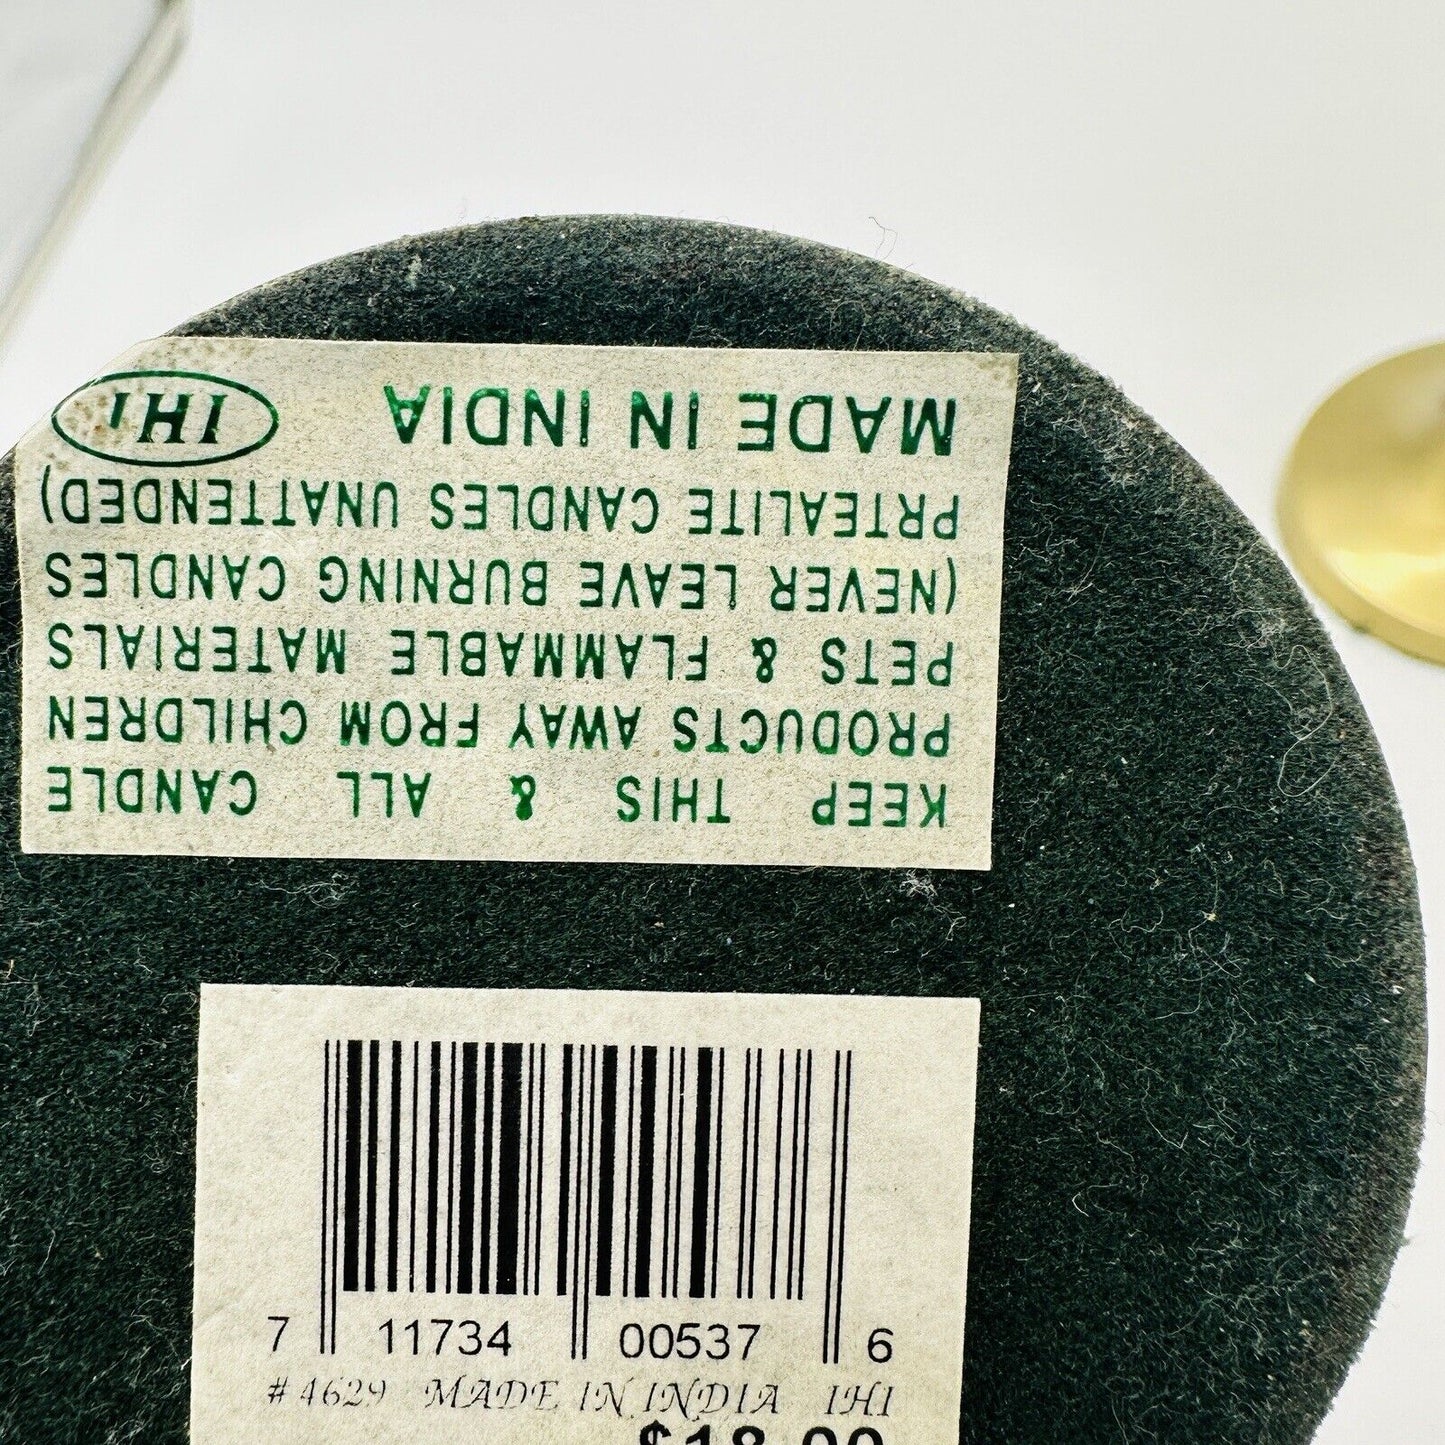 KEEP THIS & ALL CANDLE
PRODUCTS AWAY FROM CHILDREN
PETS & FLAMMABLE MATERIALS
(NEVER LEAVE BURNING CANDLES
PRTEALITE CANDLES UNATTENDED)
MADE IN INDIA IHI
7 11734 00537 6
#4629 MADE IN INDIA IHI